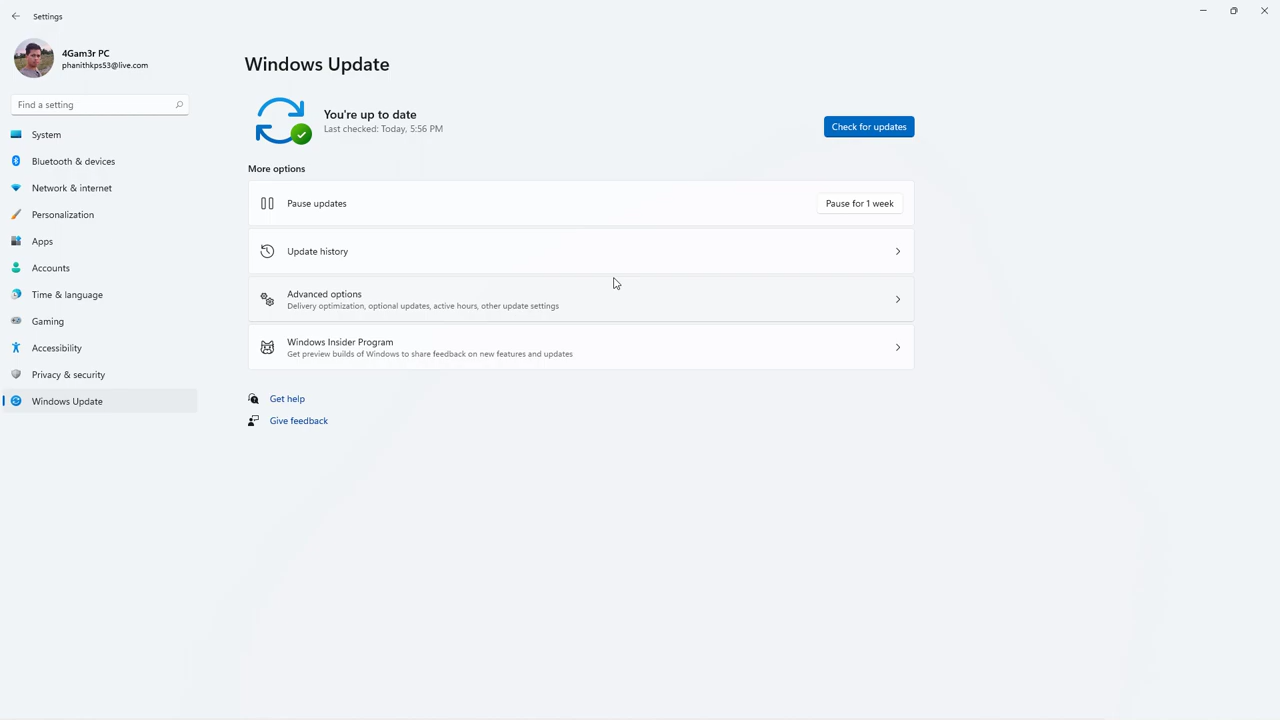 Settings
4Gam3r PC
phanithkps53@live.com
Find a setting
System
Bluetooth & devices
Network & internet
Personalization
Apps
Accounts
Time & language
Gaming
Accessibility
Privacy & security
Windows Update
Windows Update
You're up to date
Last checked: Today, 5:56 PM
Check for updates
More options
Pause updates
Pause for 1 week
Update history
Advanced options
Delivery optimization, optional updates, active hours, other update settings
Windows Insider Program
Get preview builds of Windows to share feedback on new features and updates
Get help
Give feedback